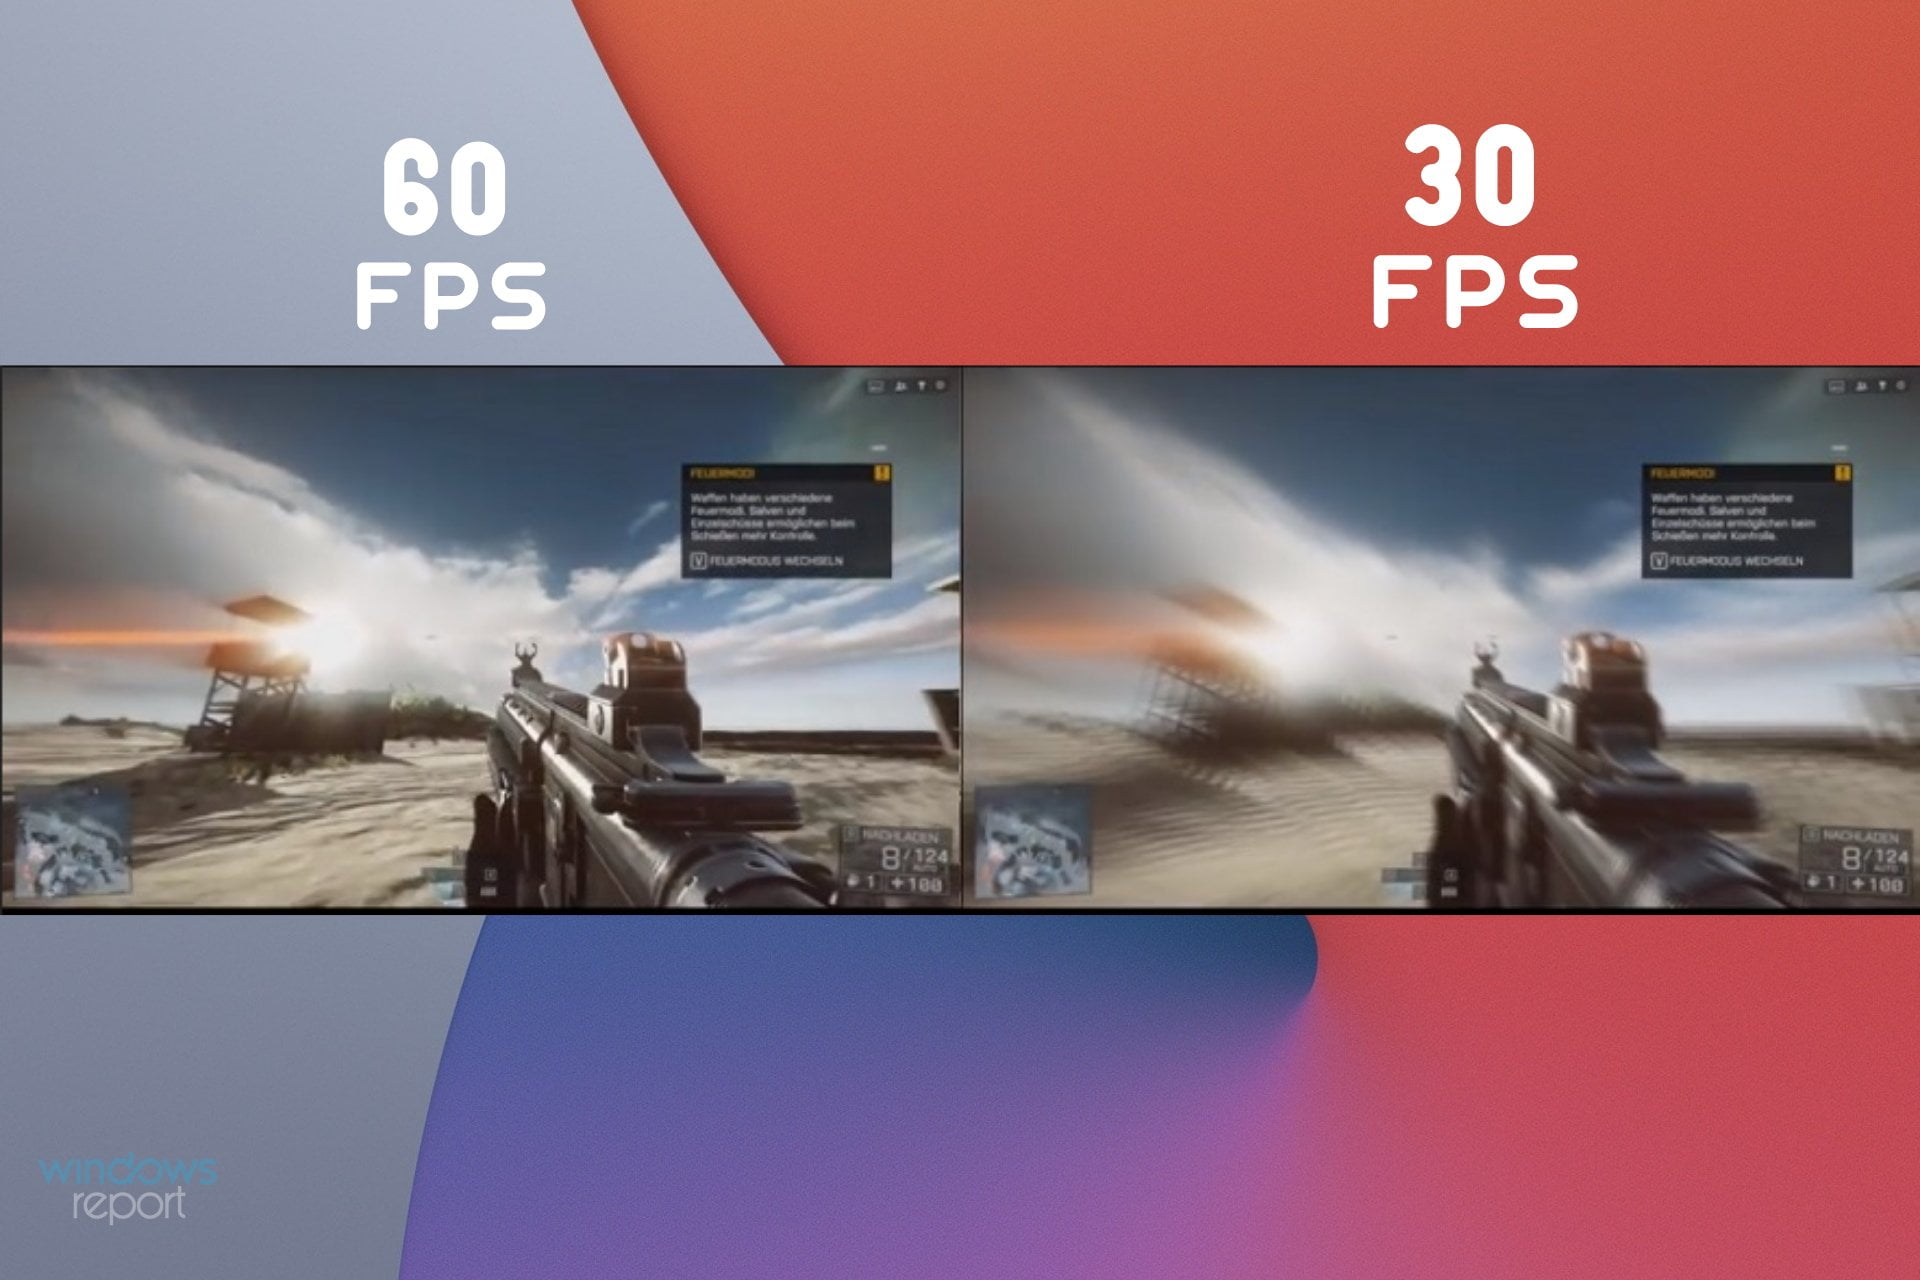 60
FPS
30
FPS
FEUERMODI
!
Waffen haben verschiedene
Feuermodi. Salven und
Einzelschüsse ermöglichen beim
Schießen mehr Kontrolle.
V FEUERMODUS WECHSELN
NACHLADEN
8/124
AUTO
1 +100
FEUERMODI
!
Waffen haben verschiedene
Feuermodi. Salven und
Einzelschüsse ermöglichen beim
Schießen mehr Kontrolle.
V FEUERMODUS WECHSELN
NACHLADEN
8/124
AUTO
1 +100
windows
report